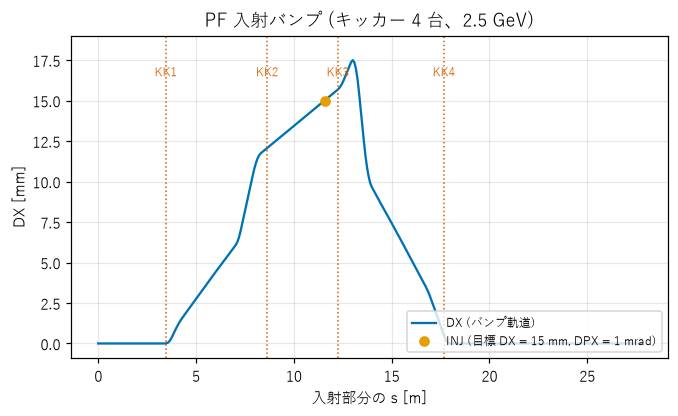 PF 入射バンプ (キッカー 4 台、2.5 GeV)
17.5
15.0
12.5
10.0
7.5
5.0
2.5
0.0
DX [mm]
KK1
KK2
KK3
KK4
DX (バンプ軌道)
INJ (目標 DX = 15 mm, DPX = 1 mrad)
0
5
10
15
20
25
入射部分の s [m]